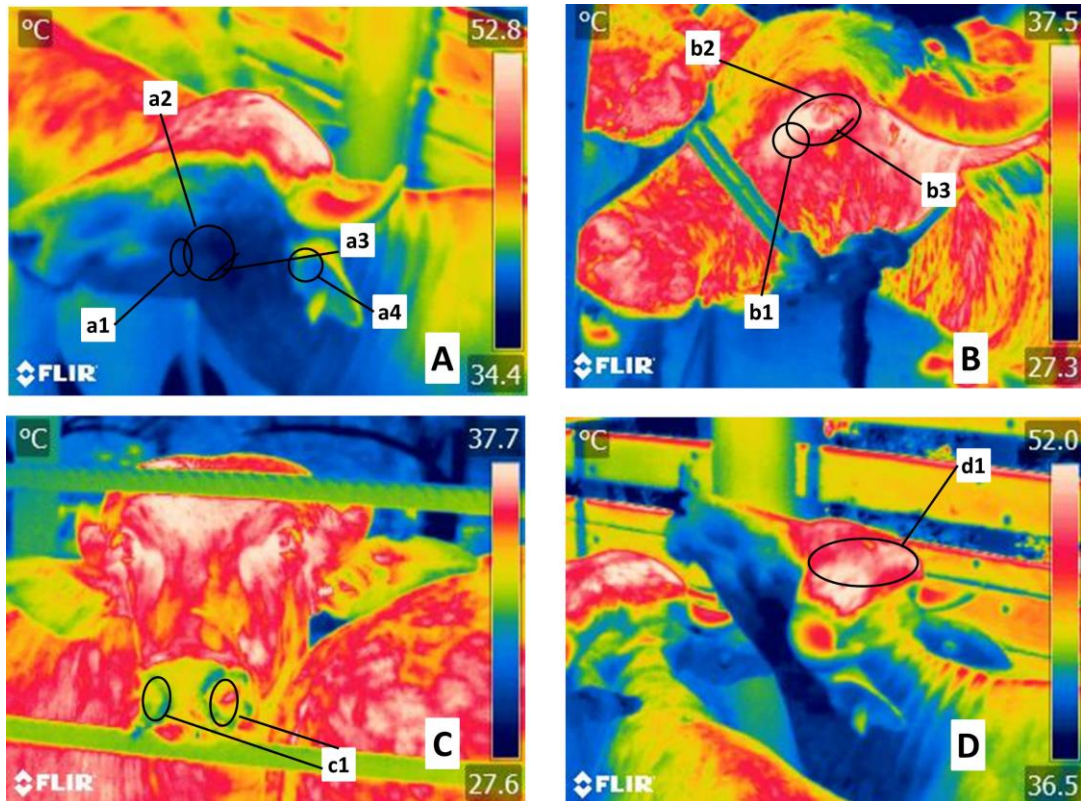 °C
52.8
a2
a3
a1
a4
A
FLIR
34.4
°C
37.5
b2
b3
b1
B
FLIR
27.3
°C
37.7
c1
C
FLIR
27.6
°C
52.0
d1
D
FLIR
36.5